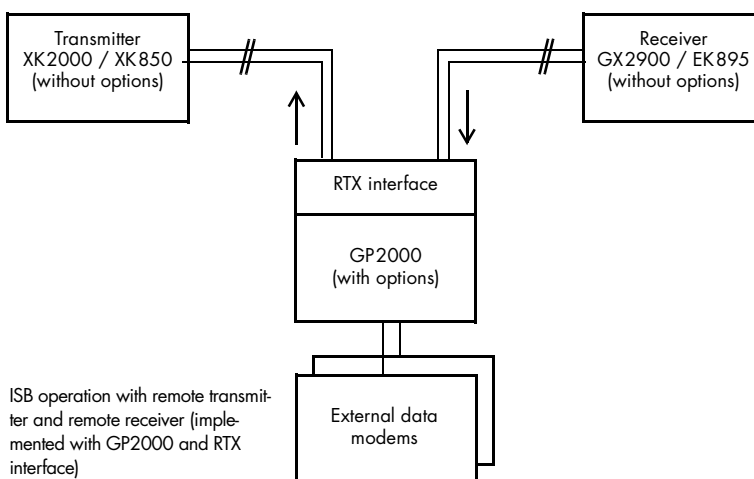 Transmitter
XK2000 / XK850
(without options)
Receiver
GX2900 / EK895
(without options)
RTX interface
GP2000
(with options)
External data
modems
ISB operation with remote transmit-
ter and remote receiver (imple-
mented with GP2000 and RTX
interface)